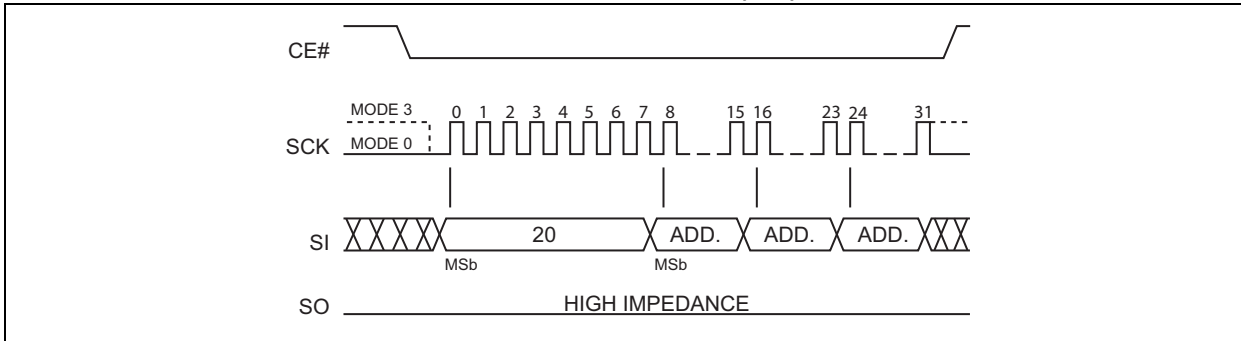 CE#
MODE 3
0 1 2 3 4 5 6 7 8 15 16 23 24 31
SCK
MODE 0
SI
20
ADD.
ADD.
ADD.
MSb
MSb
SO
HIGH IMPEDANCE